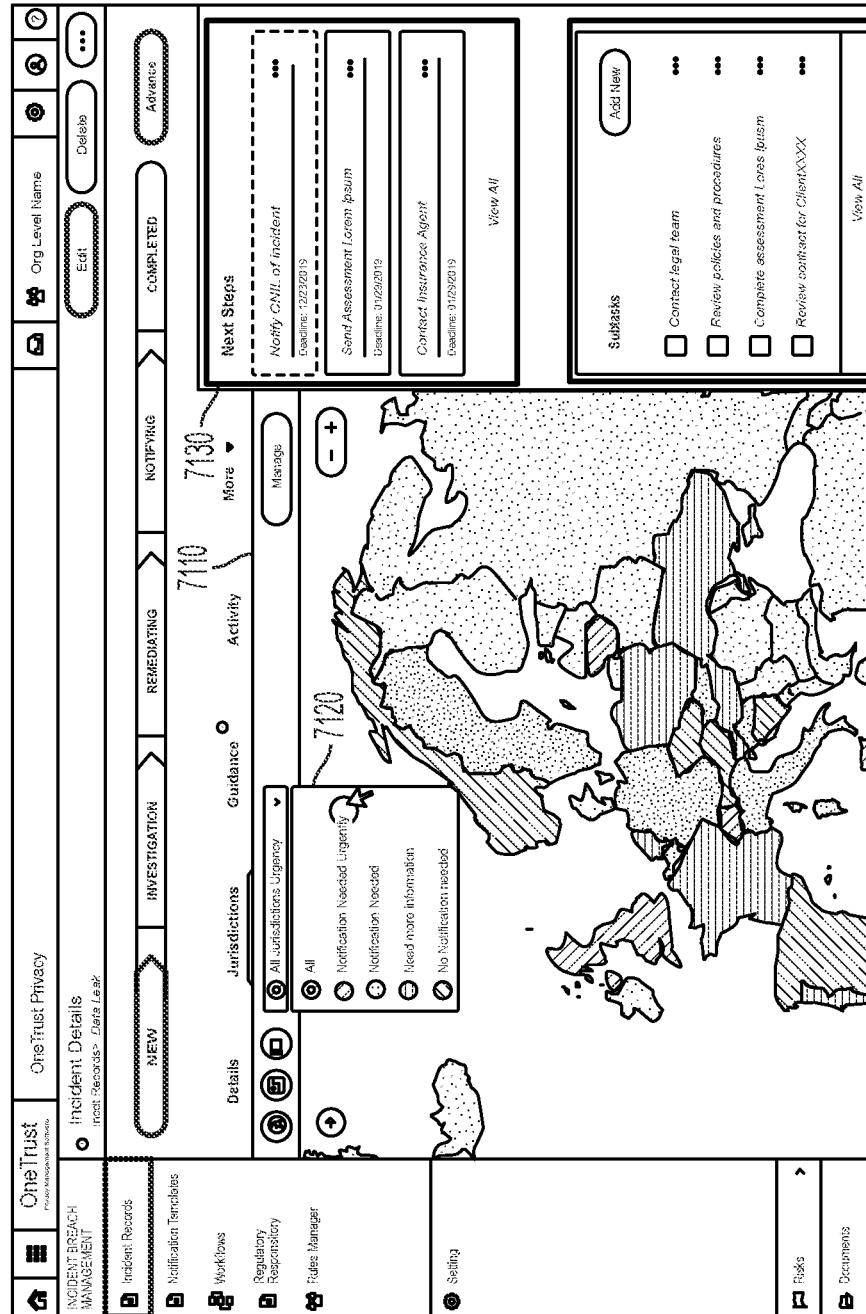 OneTrust
Privacy Management Software
OneTrust Privacy
Org Level Name
INCIDENT BREACH
MANAGEMENT
Incident Records
Notification Templates
Workflows
Regulatory
Responsitory
Rules Manager
Setting
Risks
Documents
Incident Details
Incdt Records> Data Leak
Edit
Delete
NEW
INVESTIGATION
REMEDIATING
NOTIFYING
COMPLETED
Advance
Details
Jurisdictions
Guidance
Activity
More
7110
7130
All Jurisdictions Urgency
Manage
All
Notification Needed Urgently
Notification Needed
Need more information
No Notification needed
7120
Next Steps
Notify CNIL of incident
Deadline: 12/23/2019
Send Assessment Lorem Ipsum
Deadline: 01/29/2019
Contact Insurance Agent
Deadline: 01/29/2019
View All
Subtasks
Add New
Contact legal team
Review policies and procedures
Complete assessment Lores Ipusm
Review contract for ClientXXXX
View All